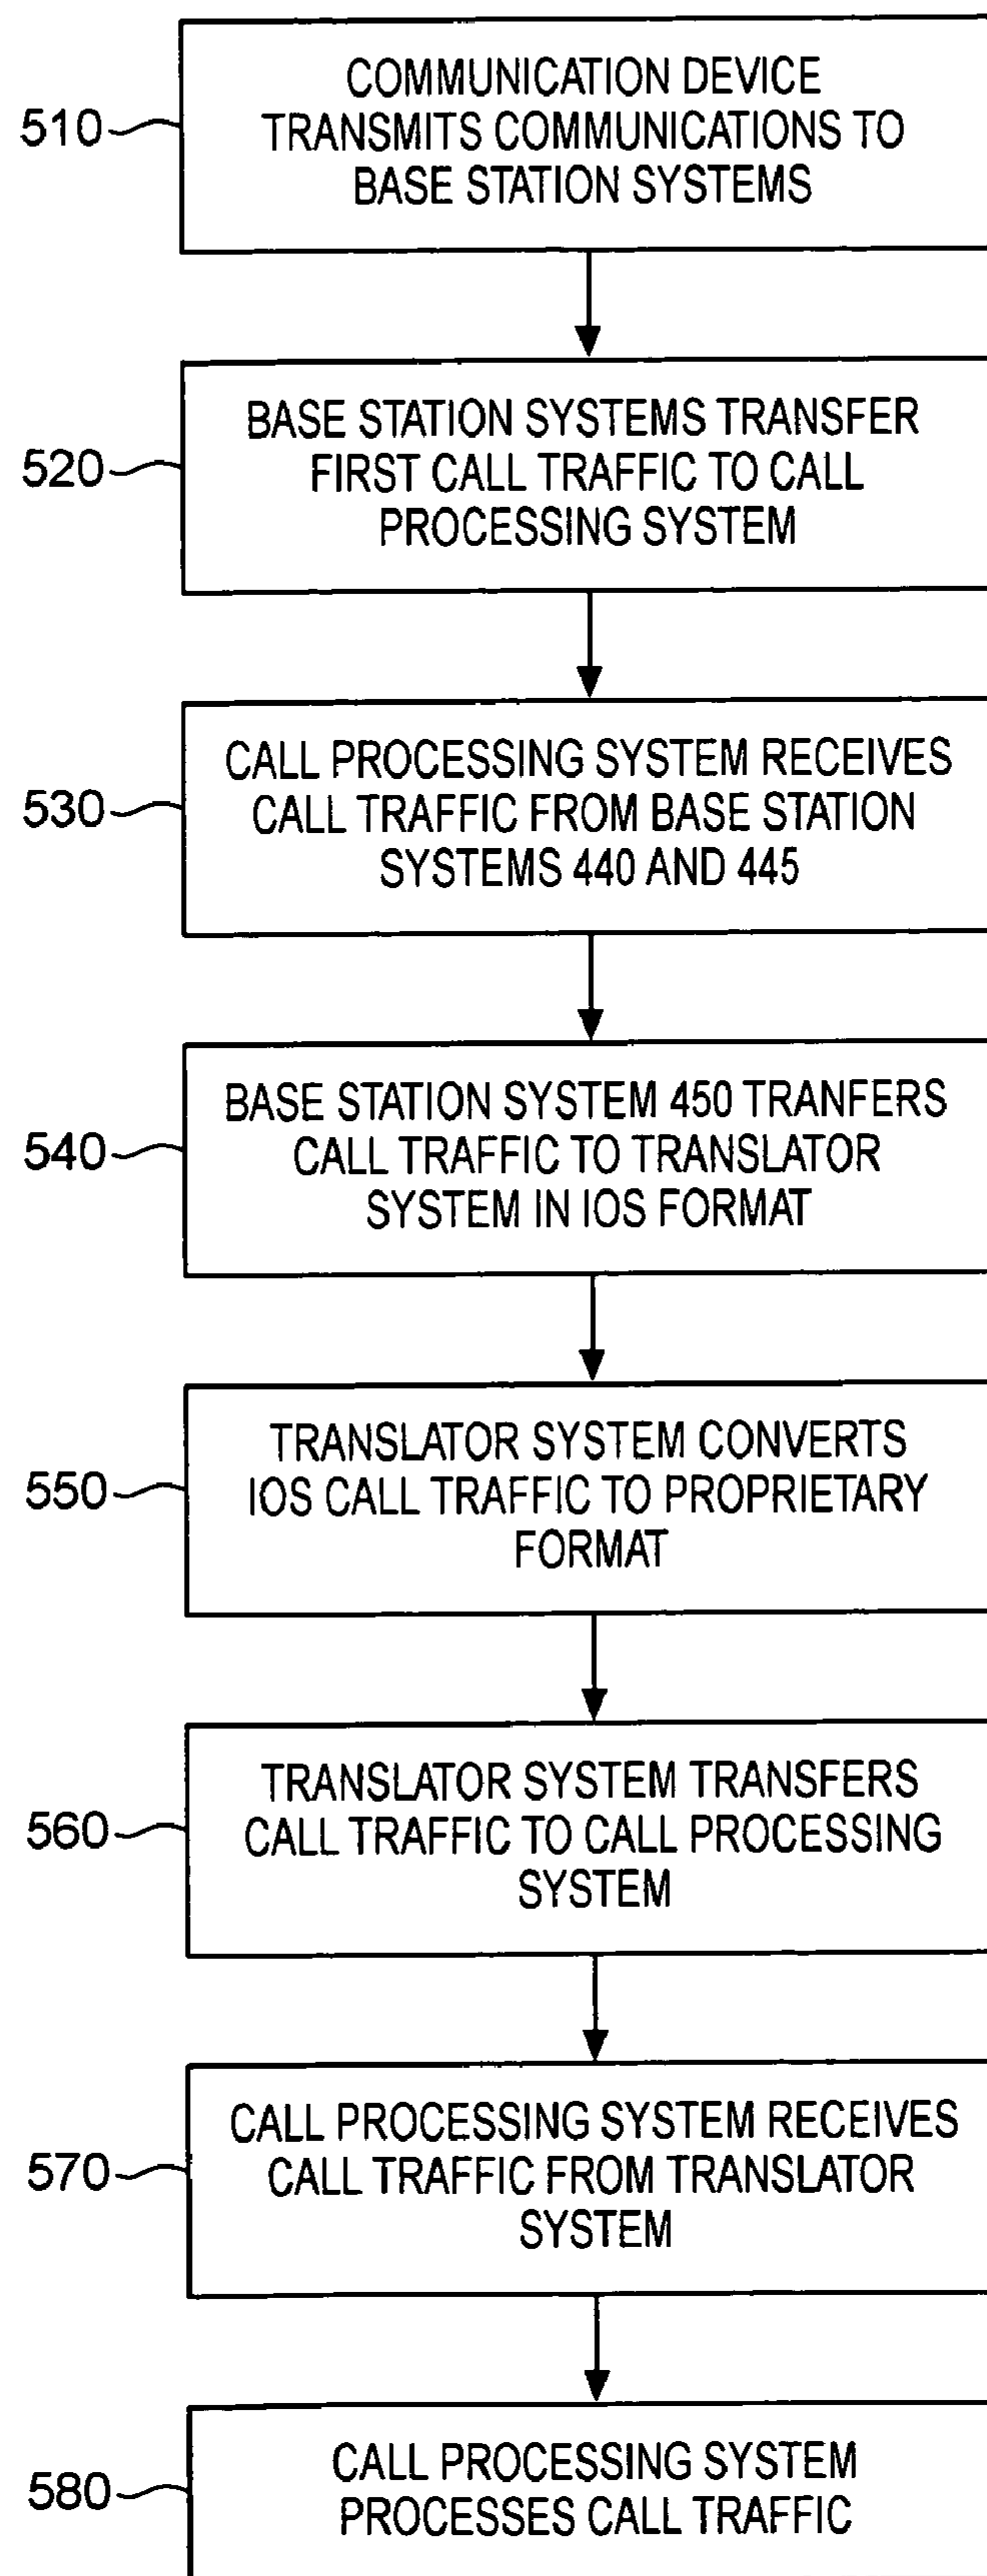 510
COMMUNICATION DEVICE
TRANSMITS COMMUNICATIONS TO
BASE STATION SYSTEMS
520
BASE STATION SYSTEMS TRANSFER
FIRST CALL TRAFFIC TO CALL
PROCESSING SYSTEM
530
CALL PROCESSING SYSTEM RECEIVES
CALL TRAFFIC FROM BASE STATION
SYSTEMS 440 AND 445
540
BASE STATION SYSTEM 450 TRANFERS
CALL TRAFFIC TO TRANSLATOR
SYSTEM IN IOS FORMAT
550
TRANSLATOR SYSTEM CONVERTS
IOS CALL TRAFFIC TO PROPRIETARY
FORMAT
560
TRANSLATOR SYSTEM TRANSFERS
CALL TRAFFIC TO CALL PROCESSING
SYSTEM
570
CALL PROCESSING SYSTEM RECEIVES
CALL TRAFFIC FROM TRANSLATOR
SYSTEM
580
CALL PROCESSING SYSTEM
PROCESSES CALL TRAFFIC